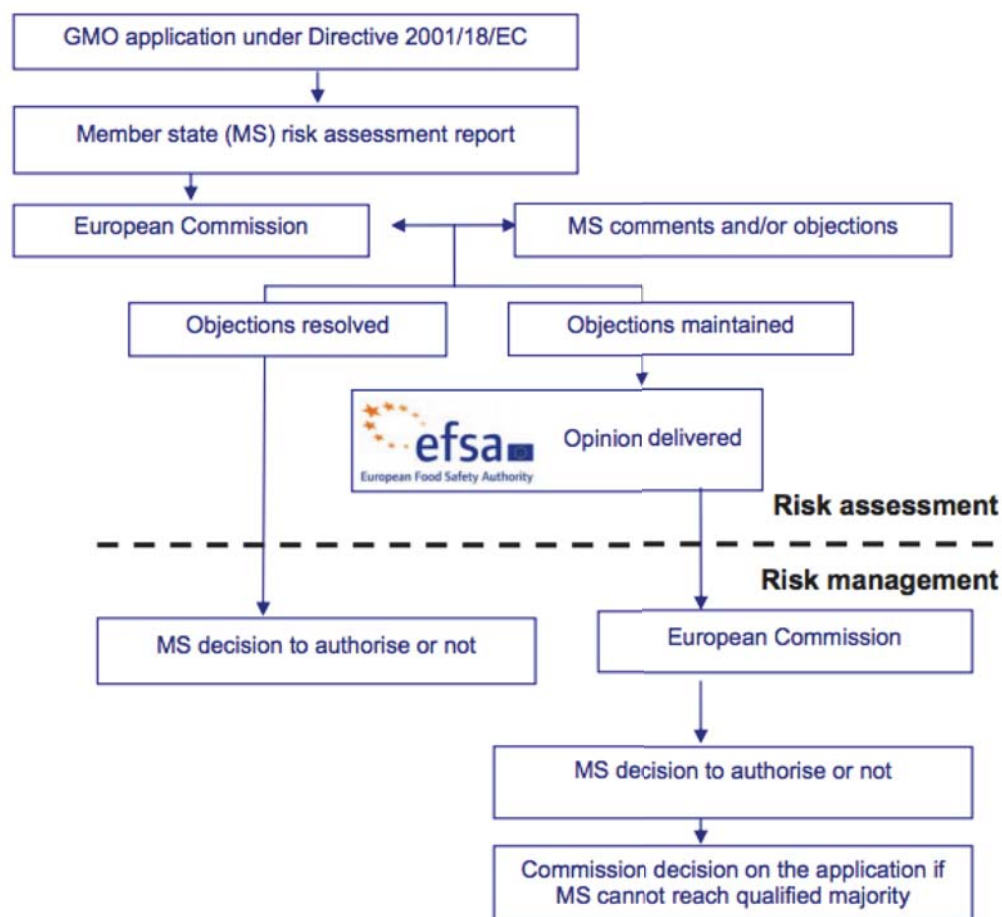 GMO application under Directive 2001/18/EC
Member state (MS) risk assessment report
European Commission
MS comments and/or objections
Objections resolved
Objections maintained
efsa
European Food Safety Authority
Opinion delivered
Risk assessment
Risk management
MS decision to authorise or not
European Commission
MS decision to authorise or not
Commission decision on the application if
MS cannot reach qualified majority